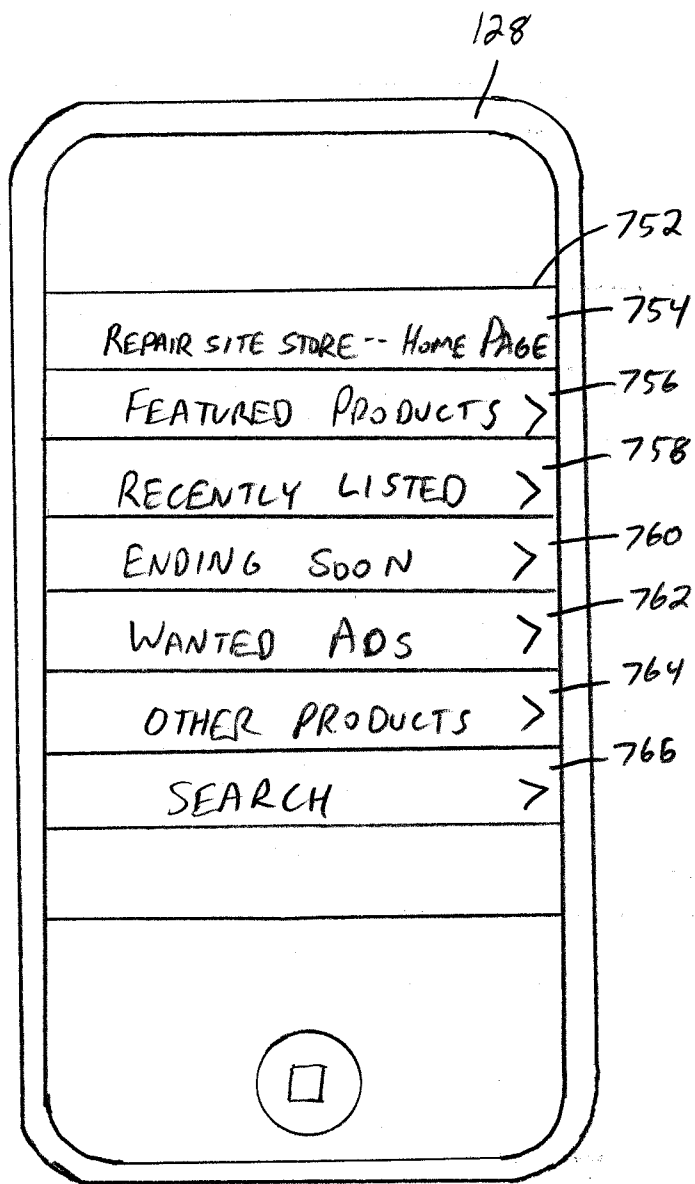 128
752
754
REPAIR SITE STORE-- HOME PAGE
756
FEATURED PRODUCTS >
758
RECENTLY LISTED >
760
ENDING SOON >
762
WANTED ADS >
764
OTHER PRODUCTS >
766
SEARCH >